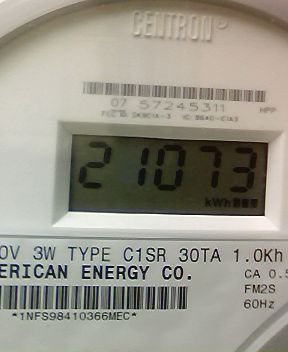 CENTRON®
07 57245311
HPP
21073
kWh
0V 3W TYPE C1SR 30TA 1.0Kh
ERICAN ENERGY CO.
CA 0.5
FM2S
60Hz
*1NFS98410366MEC*